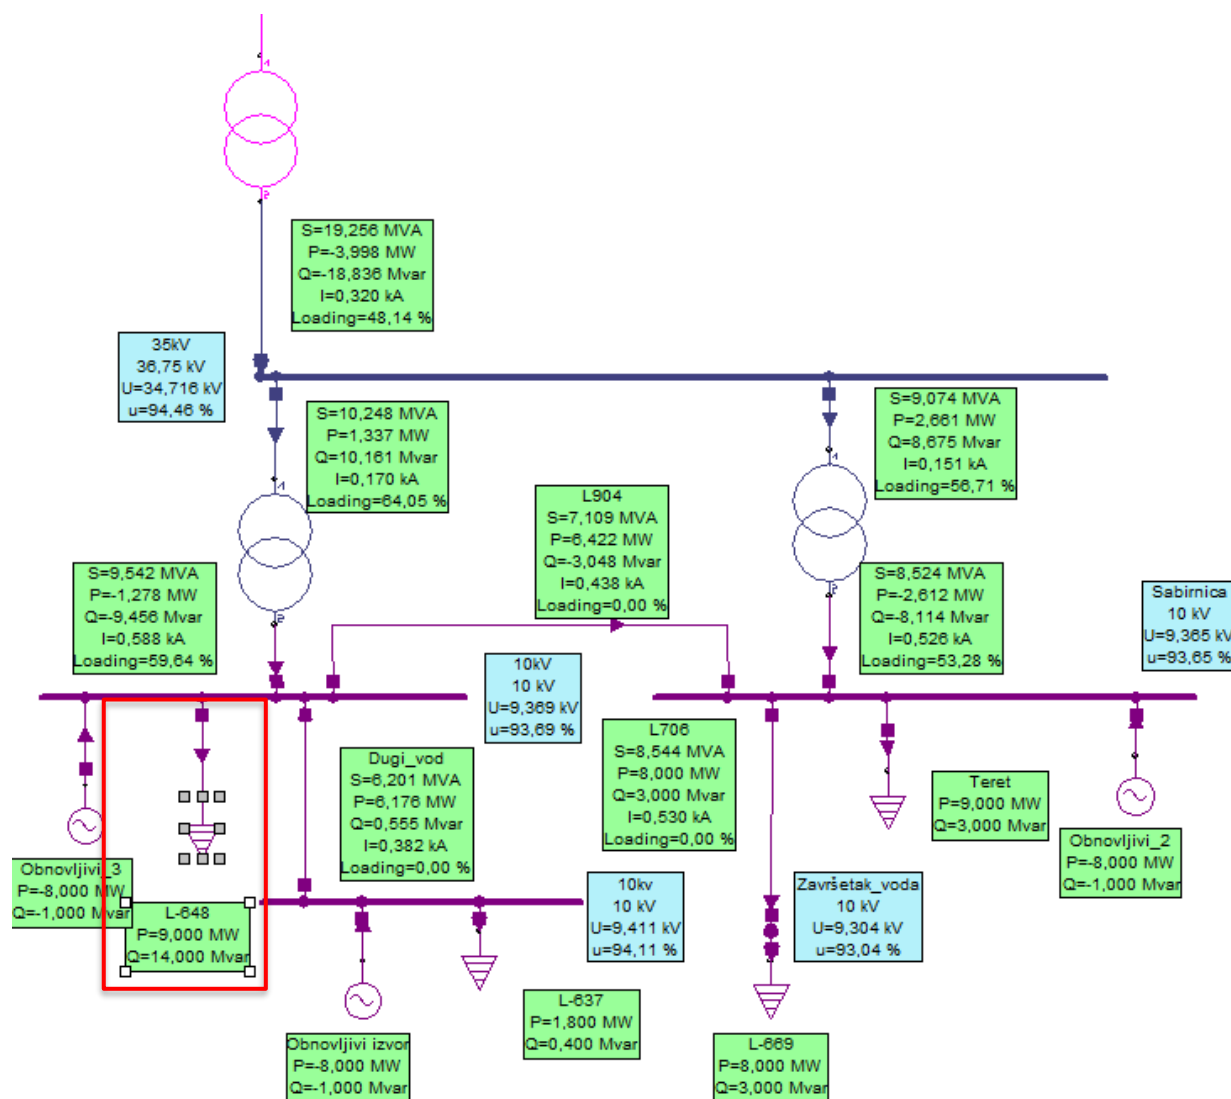 1
2
S=19,256 MVA
P=-3,998 MW
Q=-18,836 Mvar
I=0,320 kA
Loading=48,14 %
35kV
36,75 kV
U=34,716 kV
u=94,46 %
S=10,248 MVA
P=1,337 MW
Q=10,161 Mvar
I=0,170 kA
Loading=64,05 %
S=9,074 MVA
P=2,661 MW
Q=8,675 Mvar
I=0,151 kA
Loading=56,71 %
1
1
L904
S=7,109 MVA
P=6,422 MW
Q=-3,048 Mvar
I=0,438 kA
Loading=0,00 %
S=9,542 MVA
P=-1,278 MW
Q=-9,456 Mvar
I=0,588 kA
Loading=59,64 %
2
S=8,524 MVA
P=-2,612 MW
Q=-8,114 Mvar
I=0,526 kA
Loading=53,28 %
2
Sabirnica
10 kV
U=9,365 kV
u=93,65 %
10kV
10 kV
U=9,369 kV
u=93,69 %
Dugi_vod
S=6,201 MVA
P=6,176 MW
Q=0,555 Mvar
I=0,382 kA
Loading=0,00 %
L706
S=8,544 MVA
P=8,000 MW
Q=3,000 Mvar
I=0,530 kA
Loading=0,00 %
Teret
P=9,000 MW
Q=3,000 Mvar
Obnovljivi_2
P=-8,000 MW
Q=-1,000 Mvar
Obnovljivi_3
P=-8,000 MW
Q=-1,000 Mvar
L-648
P=9,000 MW
Q=14,000 Mvar
10kv
10 kV
U=9,411 kV
u=94,11 %
Završetak_voda
10 kV
U=9,304 kV
u=93,04 %
L-637
P=1,800 MW
Q=0,400 Mvar
Obnovljivi izvor
P=-8,000 MW
Q=-1,000 Mvar
L-669
P=8,000 MW
Q=3,000 Mvar